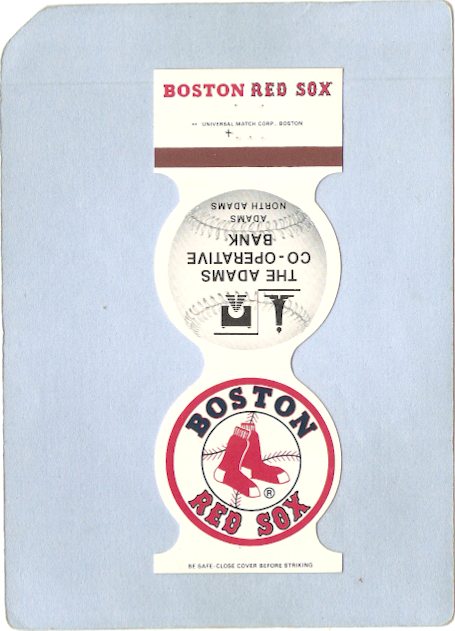 BOSTON RED SOX
UNIVERSAL MATCH CORP., BOSTON
THE ADAMS
CO-OPERATIVE
BANK
ADAMS
NORTH ADAMS
BOSTON
RED SOX
®
BE SAFE-CLOSE COVER BEFORE STRIKING